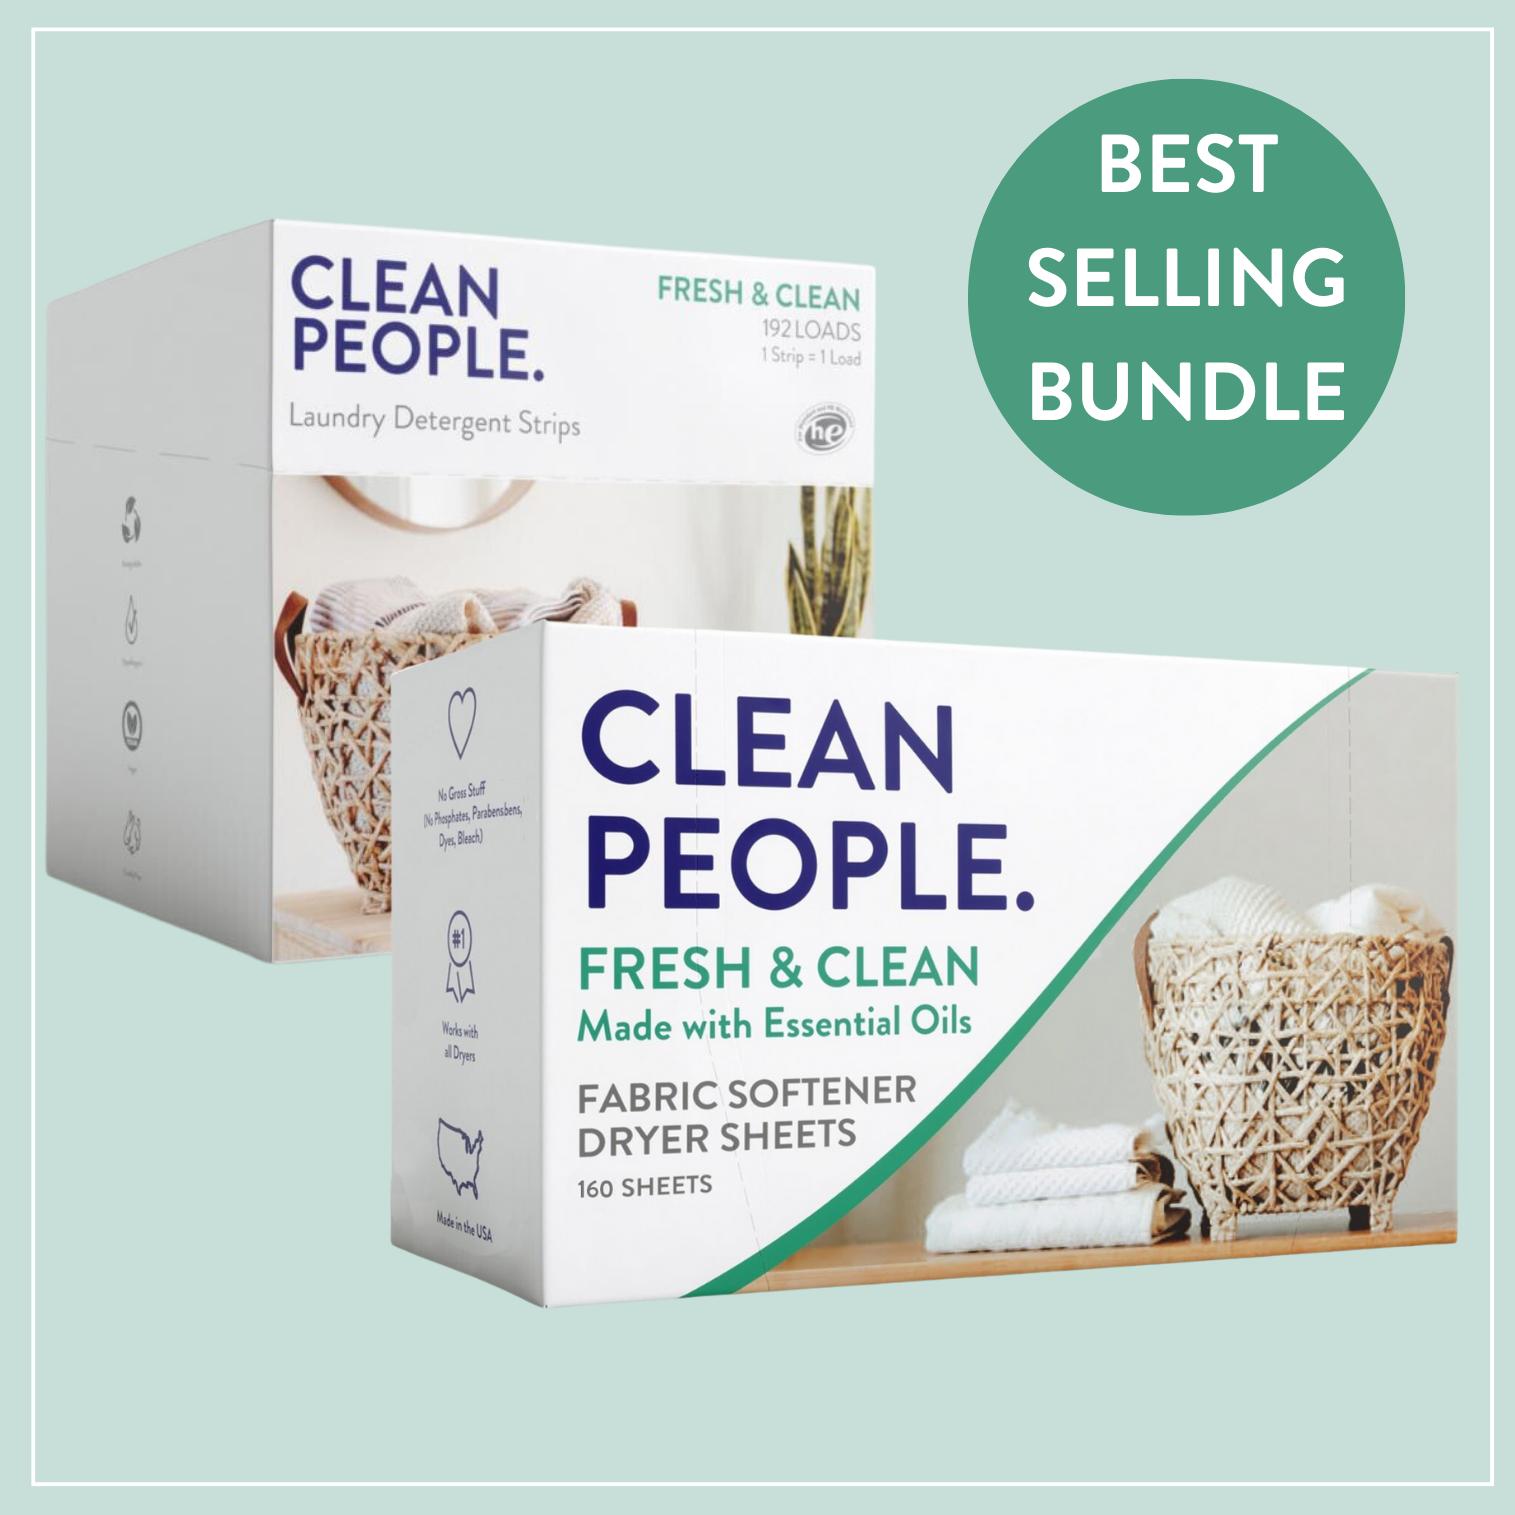 BEST
SELLING
BUNDLE
CLEAN
PEOPLE.
Laundry Detergent Strips
FRESH & CLEAN
192 LOADS
1 Strip = 1 Load
he
No Gross Stuff
(No Phosphates, Parabensbens,
Dyes, Bleach)
#1
Works with
all Dryers
Made in the USA
CLEAN
PEOPLE.
FRESH & CLEAN
Made with Essential Oils
FABRIC SOFTENER
DRYER SHEETS
160 SHEETS